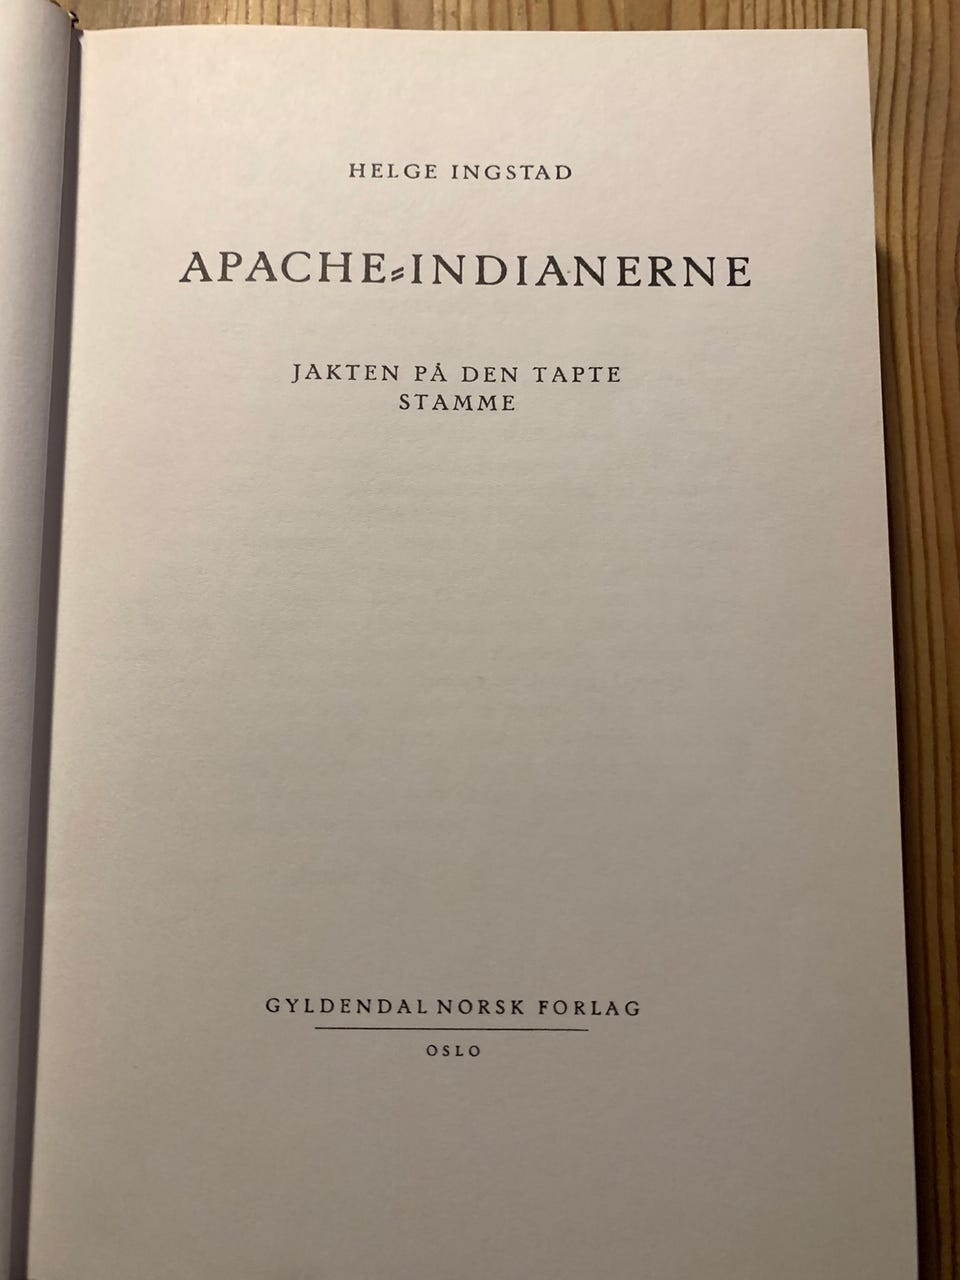 HELGE INGSTAD
APACHE⸗INDIANERNE
JAKTEN PÅ DEN TAPTE
STAMME
GYLDENDAL NORSK FORLAG
OSLO